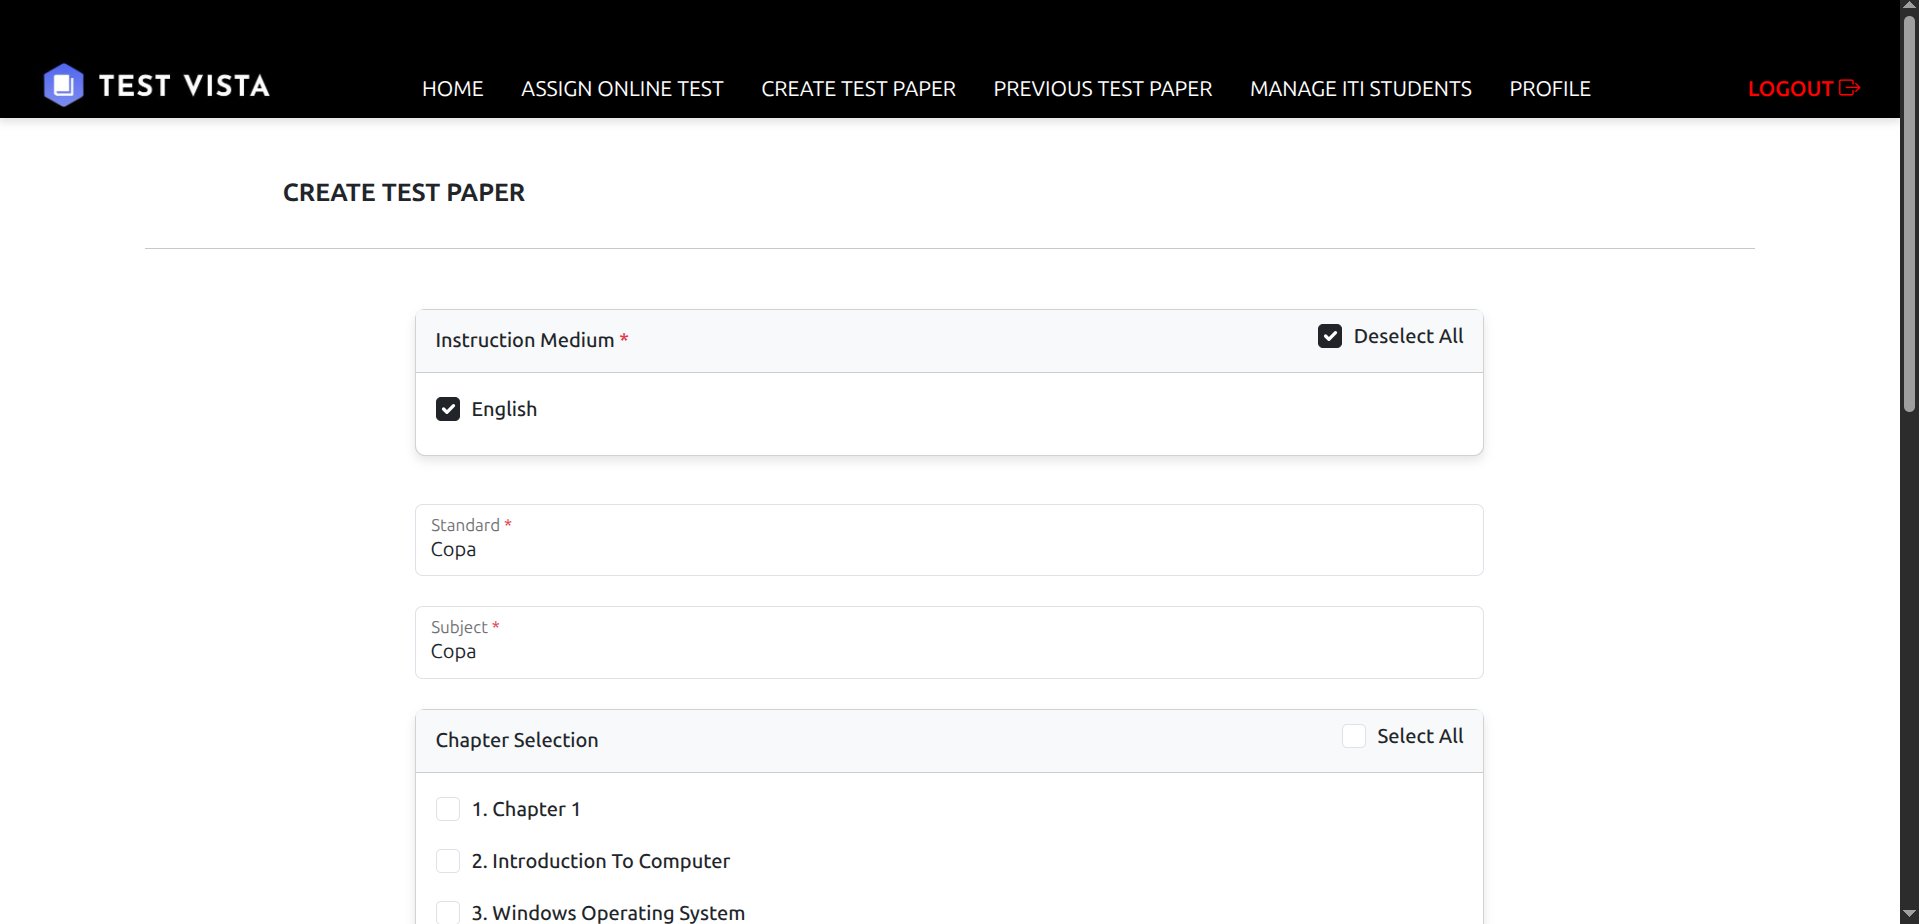 TEST VISTA
HOME ASSIGN ONLINE TEST CREATE TEST PAPER PREVIOUS TEST PAPER MANAGE ITI STUDENTS PROFILE LOGOUT
CREATE TEST PAPER
Instruction Medium * Deselect All
English
Standard *
Copa
Subject *
Copa
Chapter Selection Select All
1. Chapter 1
2. Introduction To Computer
3. Windows Operating System